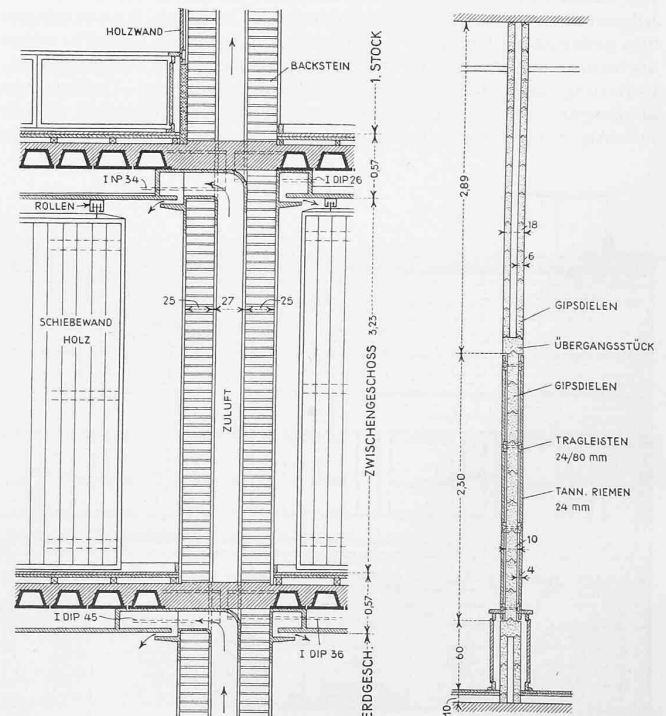 HOLZWAND
BACKSTEIN
1. STOCK
0,57
I NP 34
I DIP 26
ROLLEN
25
27
25
3,23
SCHIEBEWAND
HOLZ
ZULUFT
ZWISCHENGESCHOSS
0,57
I DIP 45
I DIP 36
ERDGESCH:
2,89
18
6
GIPSDIELEN
ÜBERGANGSSTÜCK
GIPSDIELEN
2,30
TRAGLEISTEN
24/80 mm
TANN. RIEMEN
24 mm
10
4
60
10